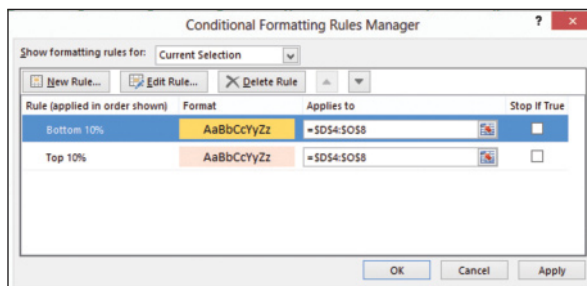 Conditional Formatting Rules Manager ? ×
Show formatting rules for: Current Selection
New Rule... Edit Rule... Delete Rule
Rule (applied in order shown) Format Applies to Stop If True
Bottom 10% AaBbCcYyZz =$D$4:$O$8
Top 10% AaBbCcYyZz =$D$4:$O$8
OK Cancel Apply